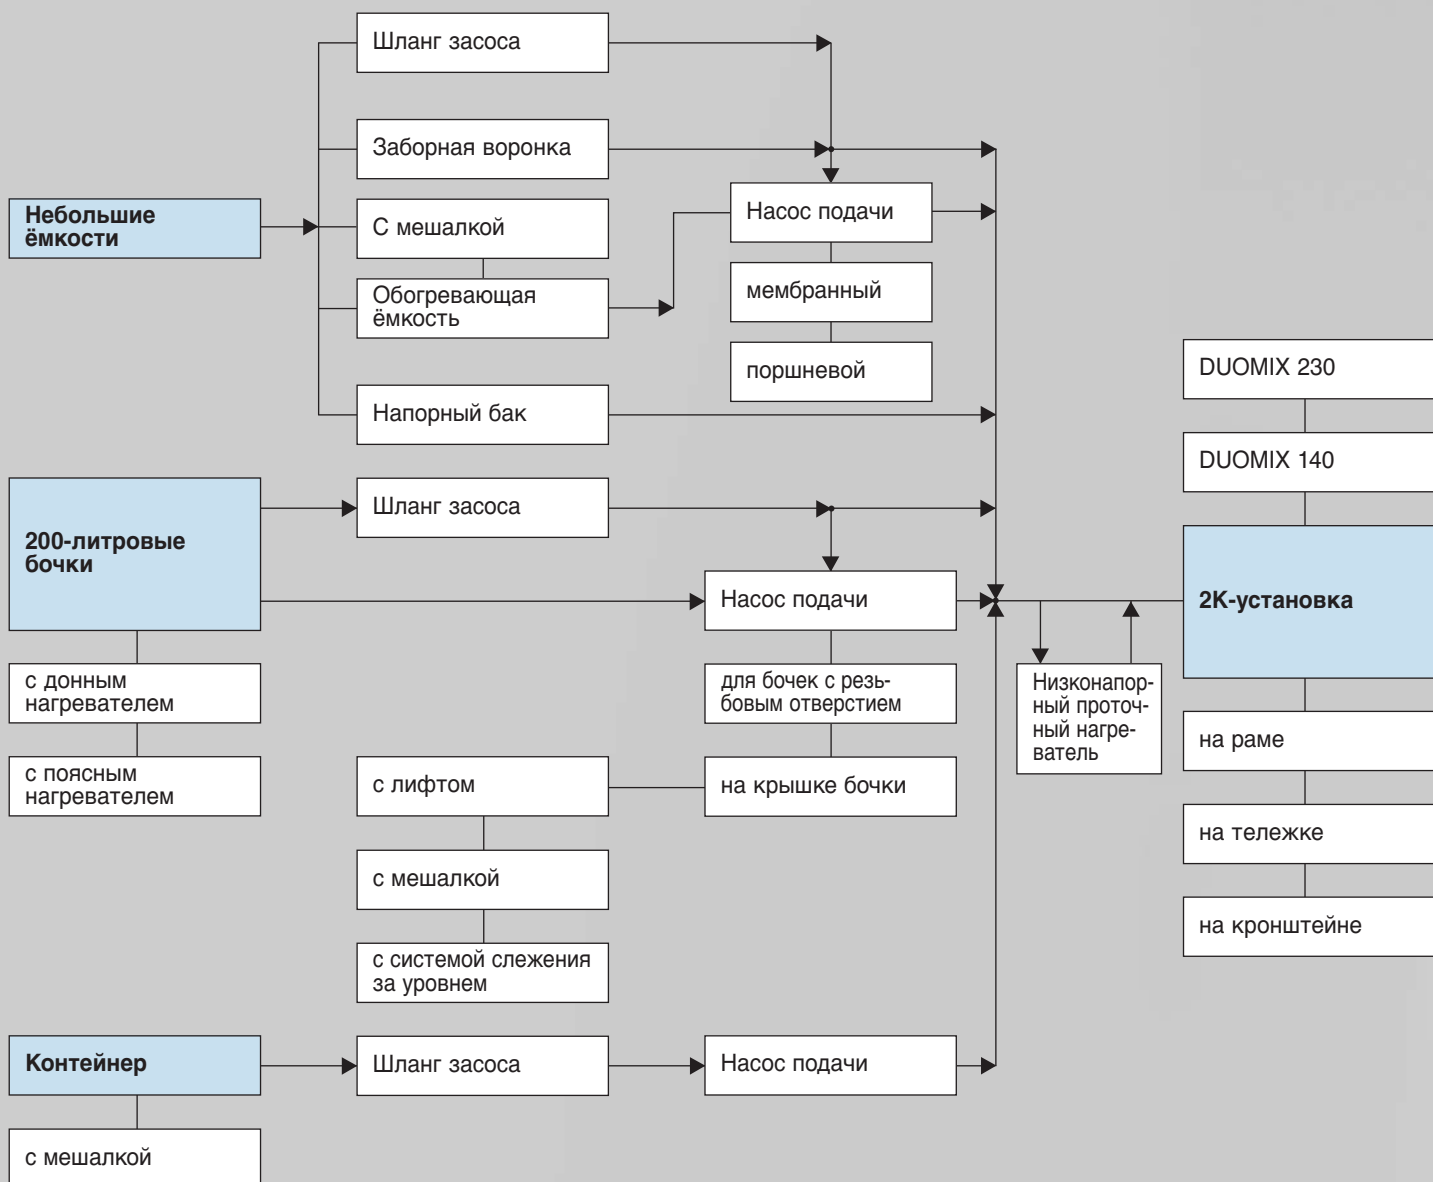 Шланг засоса
Заборная воронка
Небольшие
ёмкости
С мешалкой
Насос подачи
Обогревающая
ёмкость
мембранный
поршневой
Напорный бак
DUOMIX 230
DUOMIX 140
200-литровые
бочки
Шланг засоса
Насос подачи
2K-установка
с донным
нагревателем
для бочек с резь-
бовым отверстием
Низконапор-
ный проточ-
ный нагре-
ватель
на раме
с поясным
нагревателем
с лифтом
на крышке бочки
на тележке
с мешалкой
на кронштейне
с системой слежения
за уровнем
Контейнер
Шланг засоса
Насос подачи
с мешалкой